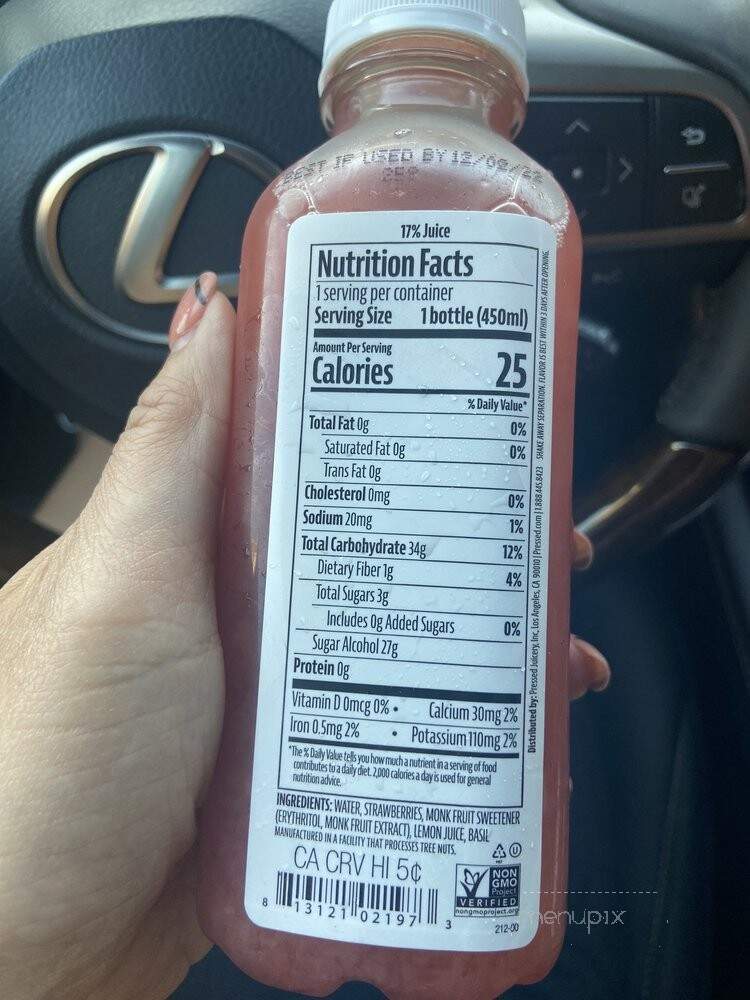 BEST IF USED BY 12/09/22
17% Juice
Nutrition Facts
1 serving per container
Serving Size 1 bottle (450ml)
Amount Per Serving
Calories 25
% Daily Value*
Total Fat 0g 0%
Saturated Fat 0g 0%
Trans Fat 0g
Cholesterol 0mg 0%
Sodium 20mg 1%
Total Carbohydrate 34g 12%
Dietary Fiber 1g 4%
Total Sugars 3g
Includes 0g Added Sugars 0%
Sugar Alcohol 27g
Protein 0g
Vitamin D 0mcg 0% • Calcium 30mg 2%
Iron 0.5mg 2% • Potassium 110mg 2%
*The % Daily Value tells you how much a nutrient in a serving of food
contributes to a daily diet. 2,000 calories a day is used for general
nutrition advice.
INGREDIENTS: WATER, STRAWBERRIES, MONK FRUIT SWEETENER
(ERYTHRITOL, MONK FRUIT EXTRACT), LEMON JUICE, BASIL
MANUFACTURED IN A FACILITY THAT PROCESSES TREE NUTS.
CA CRV HI 5¢
8 13121 02197 3
NON
GMO
Project
VERIFIED
nongmoproject.org
212-00
Distributed by: Pressed Juicery, Inc, Los Angeles, CA 90010 | Pressed.com | 1.888.445.8423 SHAKE AWAY SEPARATION. FLAVOR IS BEST WITHIN 3 DAYS AFTER OPENING.
menupix